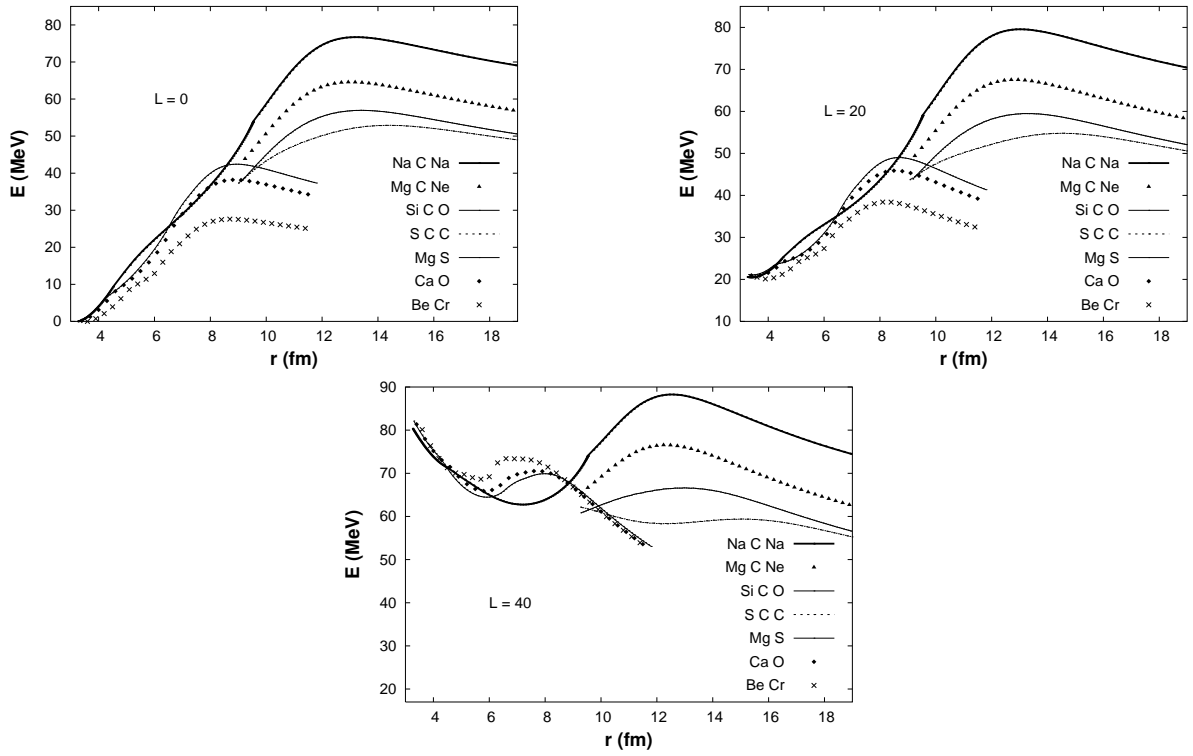 E (MeV)
90
80
70
60
50
40
30
20
10
0
L = 0
Na C Na
Mg C Ne
Si C O
S C C
Mg S
Ca O
Be Cr
4 6 8 10 12 14 16 18
r (fm)
E (MeV)
80
70
60
50
40
30
20
10
L = 20
Na C Na
Mg C Ne
Si C O
S C C
Mg S
Ca O
Be Cr
4 6 8 10 12 14 16 18
r (fm)
E (MeV)
90
80
70
60
50
40
30
20
L = 40
Na C Na
Mg C Ne
Si C O
S C C
Mg S
Ca O
Be Cr
4 6 8 10 12 14 16 18
r (fm)